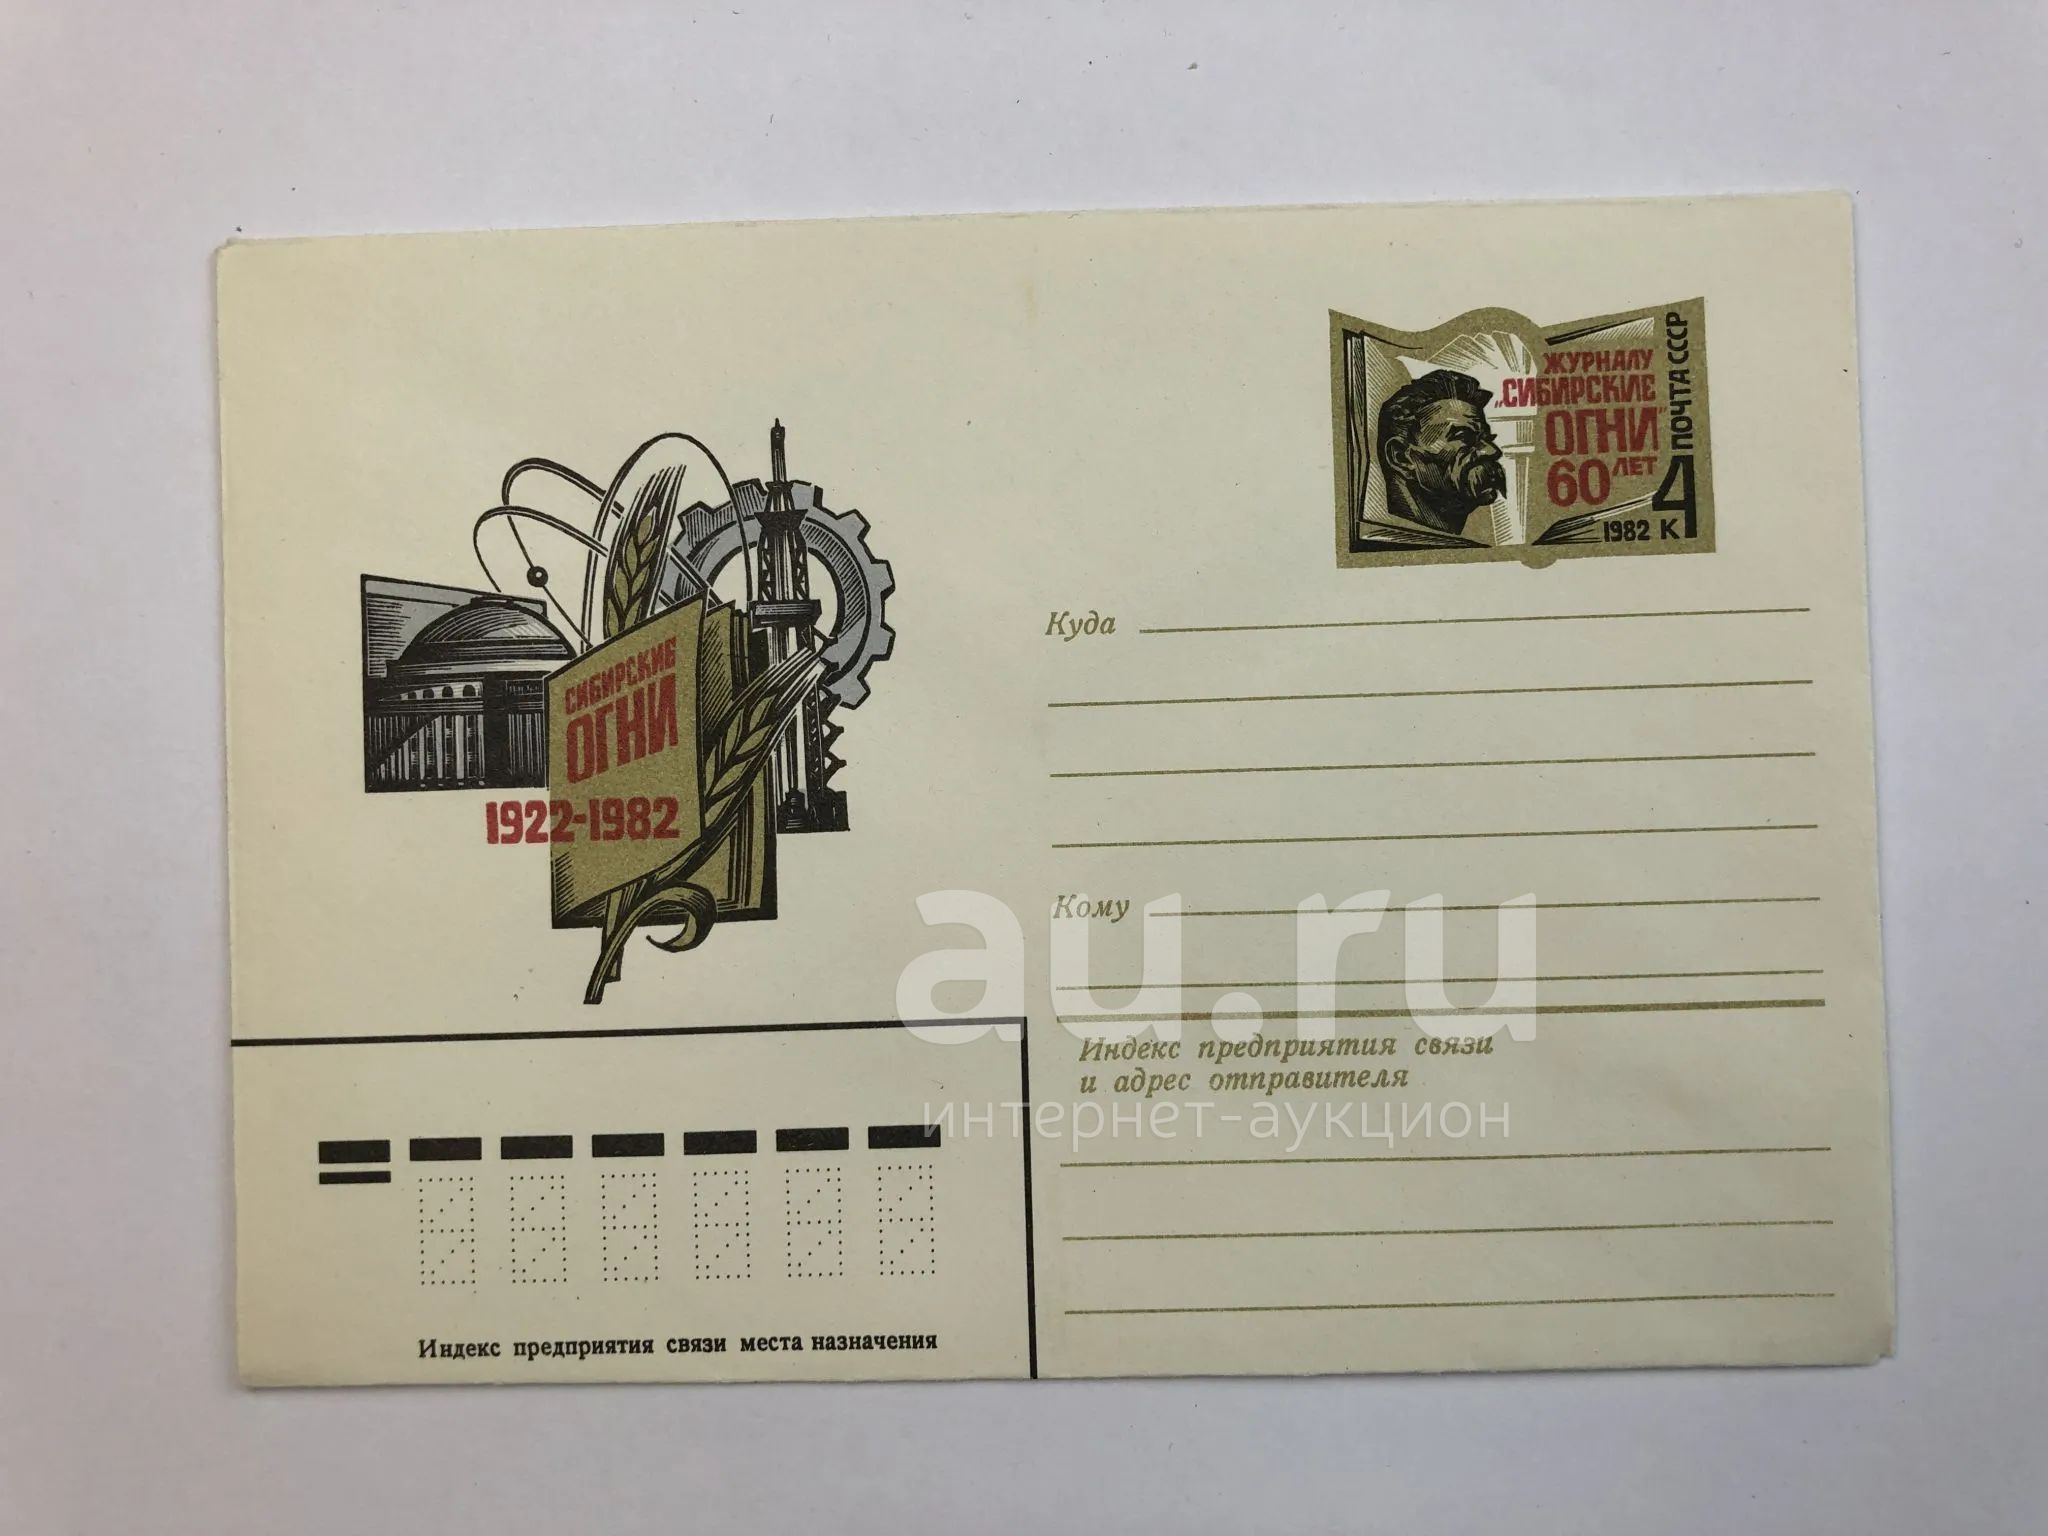 ЖУРНАЛУ
„СИБИРСКИЕ
ОГНИ"
60 ЛЕТ
ПОЧТА СССР
1982 К 4
СИБИРСКИЕ
ОГНИ
1922-1982
Куда
Кому
au.ru
Индекс предприятия связи
и адрес отправителя
интернет-аукцион
Индекс предприятия связи места назначения